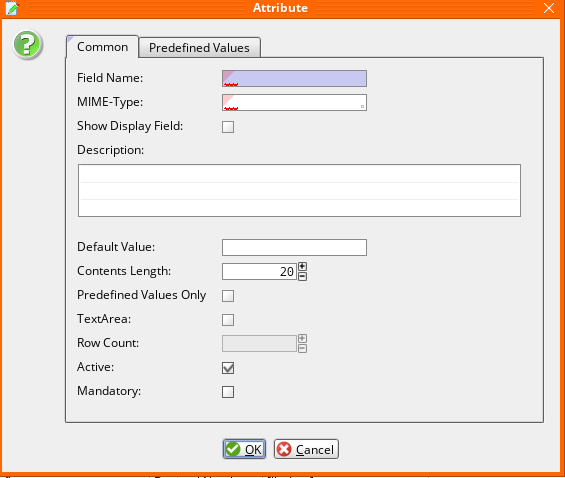 Attribute
Common
Predefined Values
Field Name:
MIME-Type:
Show Display Field:
Description:
Default Value:
Contents Length: 20
Predefined Values Only
TextArea:
Row Count:
Active:
Mandatory:
OK Cancel